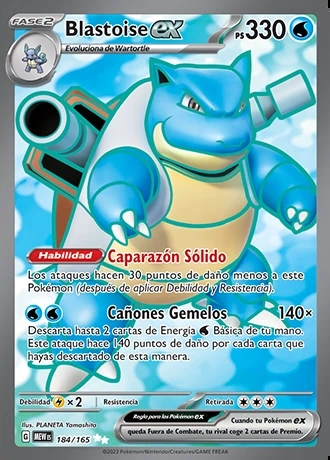 FASE 2
Blastoise ex
PS 330
Evoluciona de Wartortle
Habilidad Caparazón Sólido
Los ataques hacen 30 puntos de daño menos a este
Pokémon (después de aplicar Debilidad y Resistencia).
Cañones Gemelos 140×
Descarta hasta 2 cartas de Energía Básica de tu mano.
Este ataque hace 140 puntos de daño por cada carta que
hayas descartado de esta manera.
Debilidad ×2 Resistencia Retirada
Ilus. PLANETA Yamashita
G MEW ES 184/165
Regla para los Pokémon ex
Cuando tu Pokémon ex
queda Fuera de Combate, tu rival coge 2 cartas de Premio.
©2023 Pokémon/Nintendo/Creatures/GAME FREAK